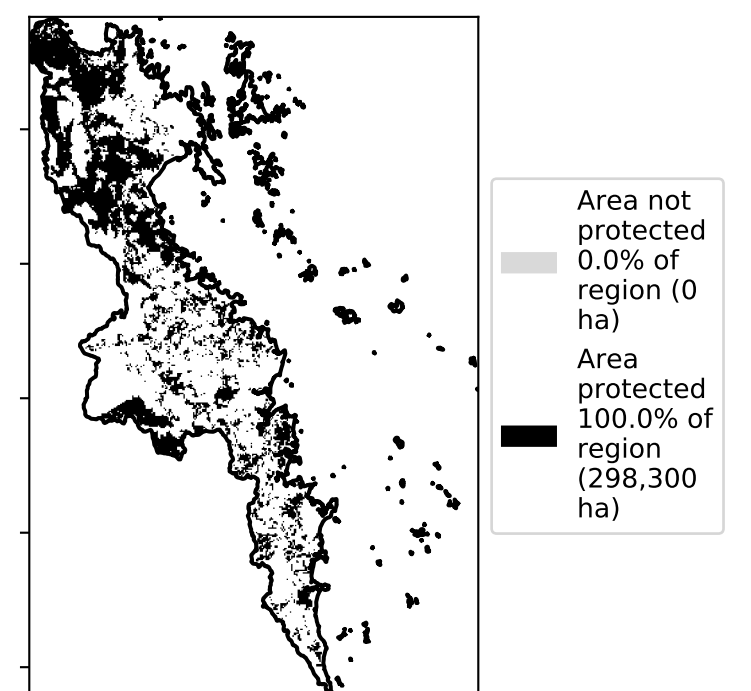 Area not
protected
0.0% of
region (0
ha)
Area
protected
100.0% of
region
(298,300
ha)